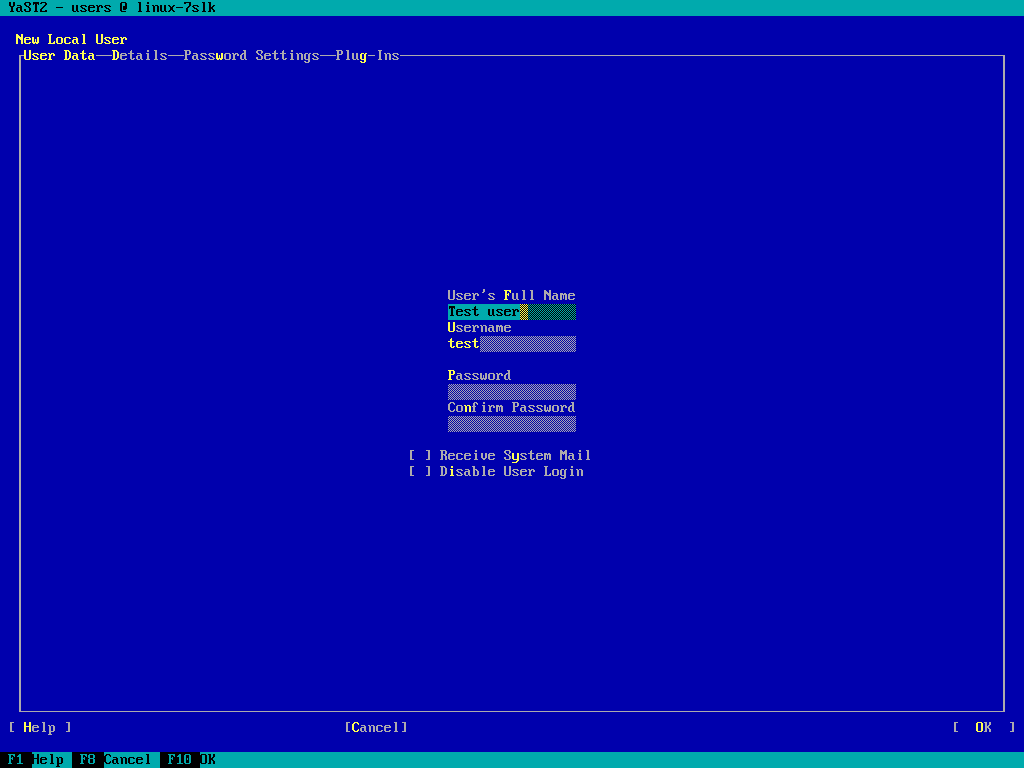 YaST2 - users @ linux-7slk
New Local User
User Data Details Password Settings Plug-Ins
User's Full Name
Test user
Username
test
Password
Confirm Password
[ ] Receive System Mail
[ ] Disable User Login
[ Help ] [Cancel] [ OK ]
F1 Help F8 Cancel F10 OK